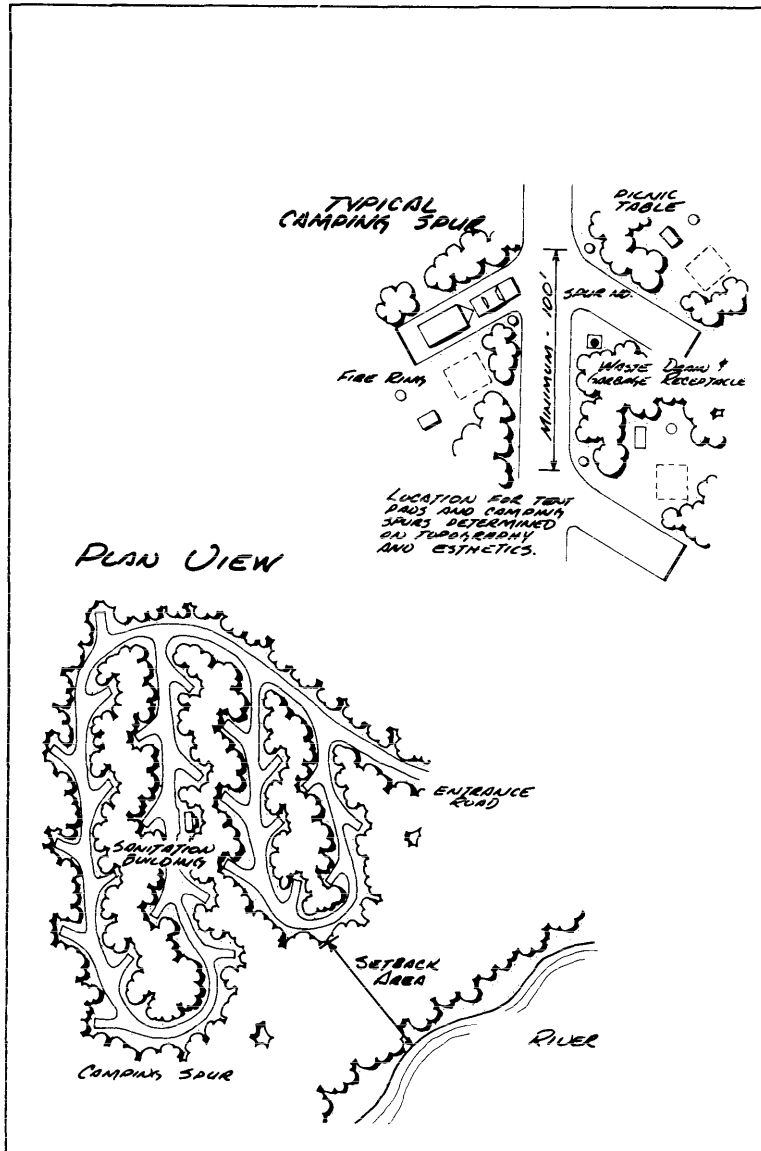 TYPICAL
CAMPING SPUR
PICNIC
TABLE
SPUR NO.
MINIMUM - 100'
FIRE RING
WASTE DRAIN &
GARBAGE RECEPTACLE
LOCATION FOR TENT
PADS AND CAMPING
SPURS DETERMINED
ON TOPOGRAPHY
AND ESTHETICS.
PLAN VIEW
ENTRANCE
ROAD
SANITATION
BUILDING
SETBACK
AREA
RIVER
CAMPING SPUR